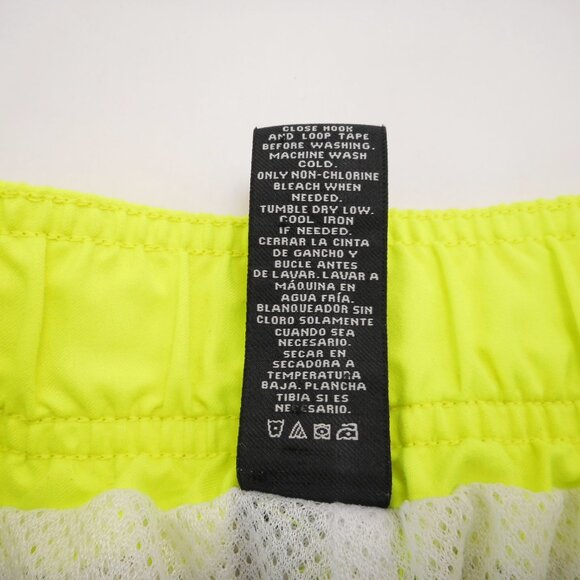 CLOSE HOOK
AND LOOP TAPE
BEFORE WASHING.
MACHINE WASH
COLD.
ONLY NON-CHLORINE
BLEACH WHEN
NEEDED.
TUMBLE DRY LOW.
COOL IRON
IF NEEDED.
CERRAR LA CINTA
DE GANCHO Y
BUCLE ANTES
DE LAVAR. LAVAR A
MÁQUINA EN
AGUA FRÍA.
BLANQUEADOR SIN
CLORO SOLAMENTE
CUANDO SEA
NECESARIO.
SECAR EN
SECADORA A
TEMPERATURA
BAJA. PLANCHA
TIBIA SI ES
NECESARIO.